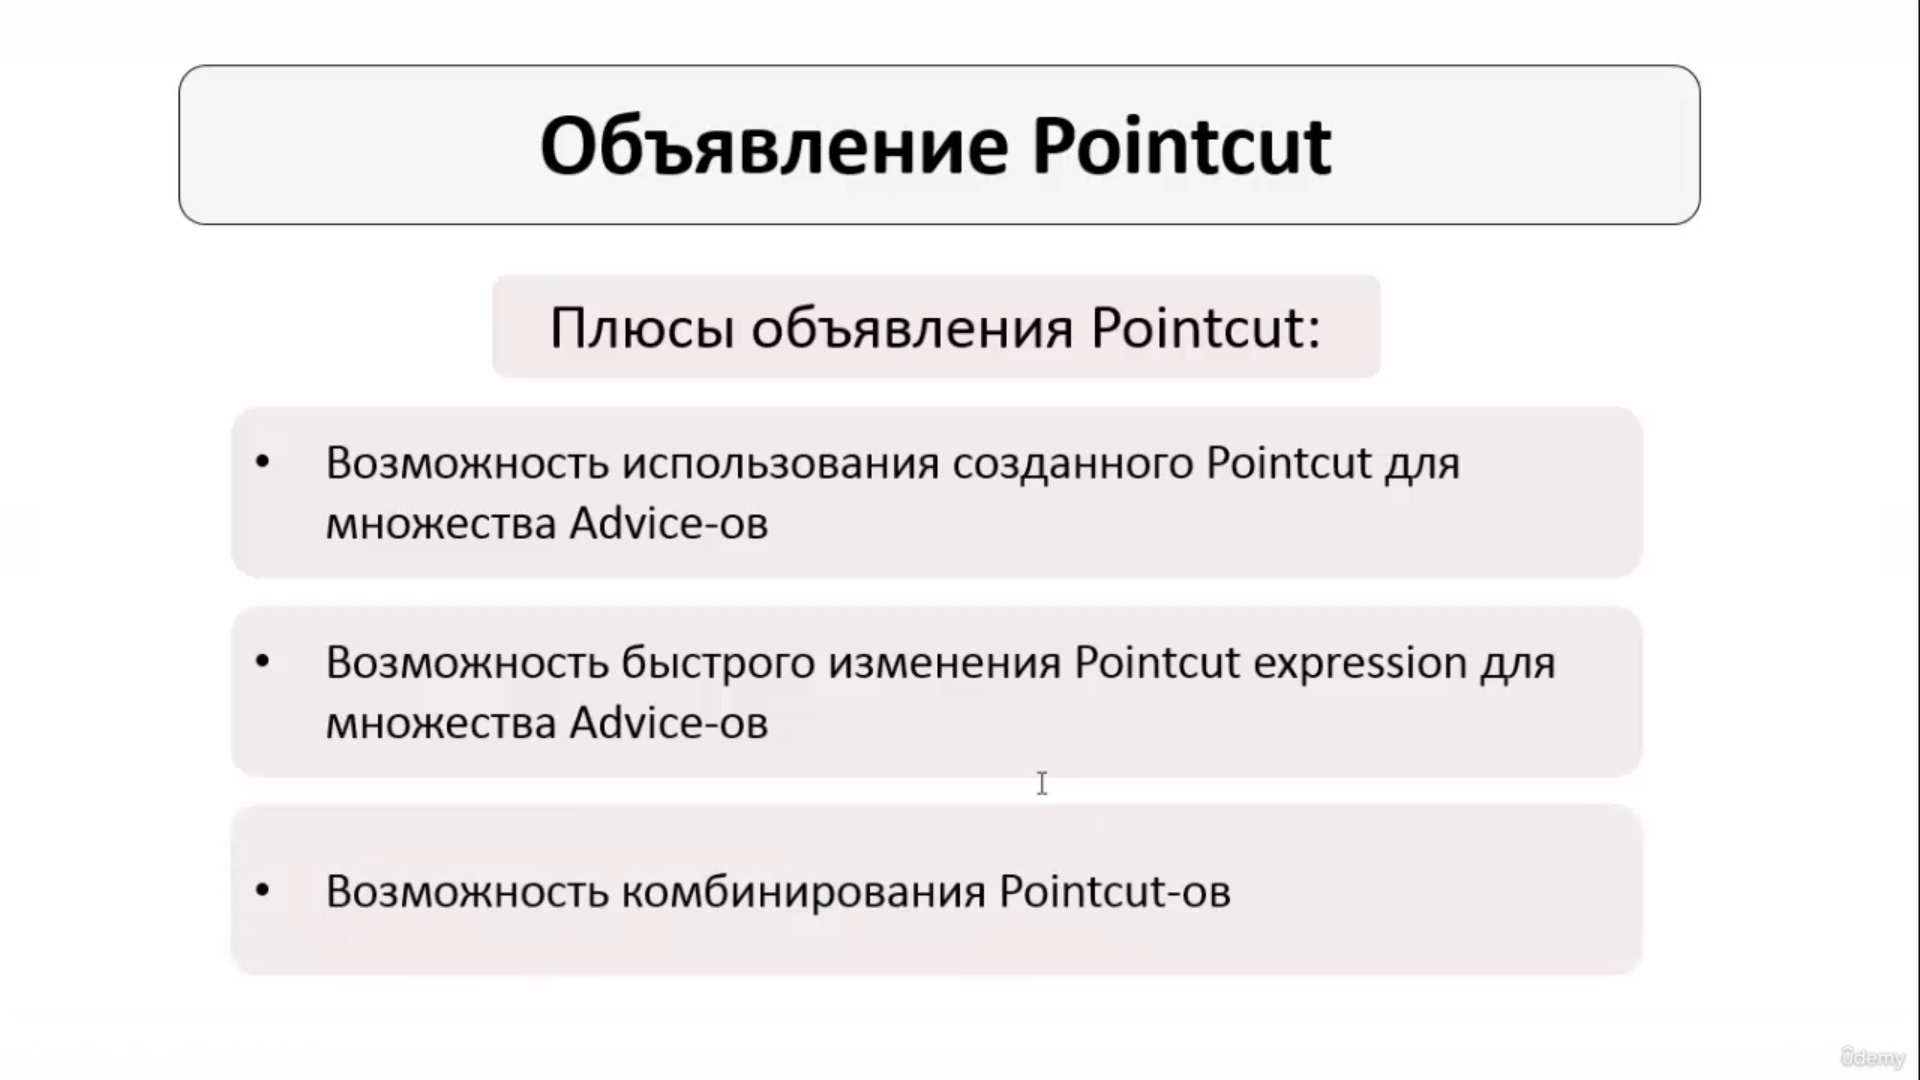 Объявление Pointcut
Плюсы объявления Pointcut:
• Возможность использования созданного Pointcut для
множества Advice-ов
• Возможность быстрого изменения Pointcut expression для
множества Advice-ов
• Возможность комбинирования Pointcut-ов
ûdemy